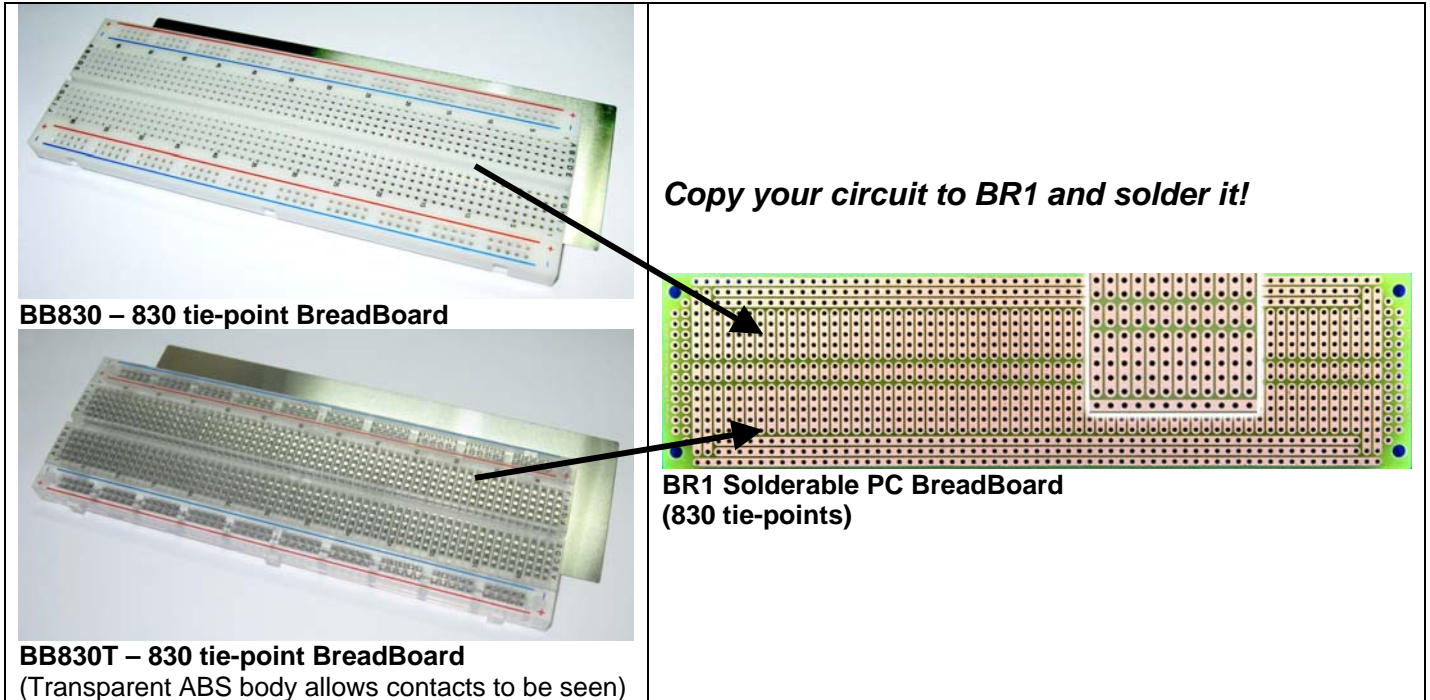 BB830 – 830 tie-point BreadBoard
BB830T – 830 tie-point BreadBoard
(Transparent ABS body allows contacts to be seen)
Copy your circuit to BR1 and solder it!
BR1 Solderable PC BreadBoard
(830 tie-points)